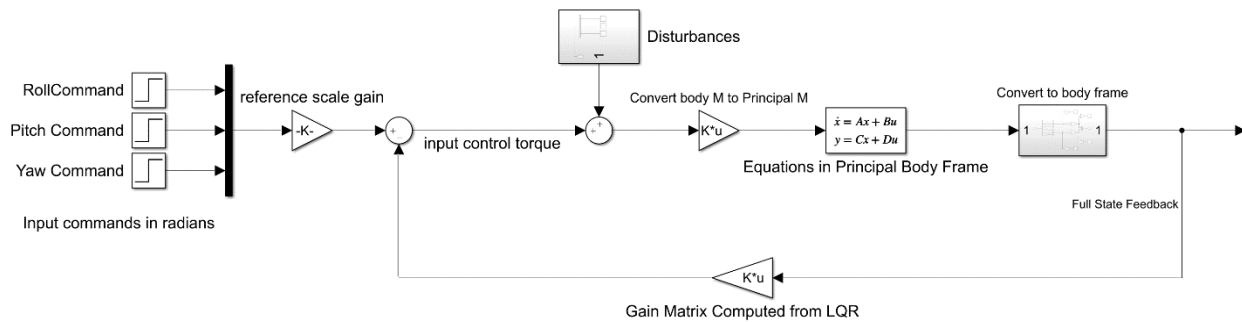 Disturbances
1
RollCommand
Pitch Command
Yaw Command
Input commands in radians
reference scale gain
-K-
+
−
input control torque
+
+
Convert body M to Principal M
K*u
ẋ = Ax + Bu
y = Cx + Du
Equations in Principal Body Frame
Convert to body frame
1
1
Full State Feedback
K*u
Gain Matrix Computed from LQR